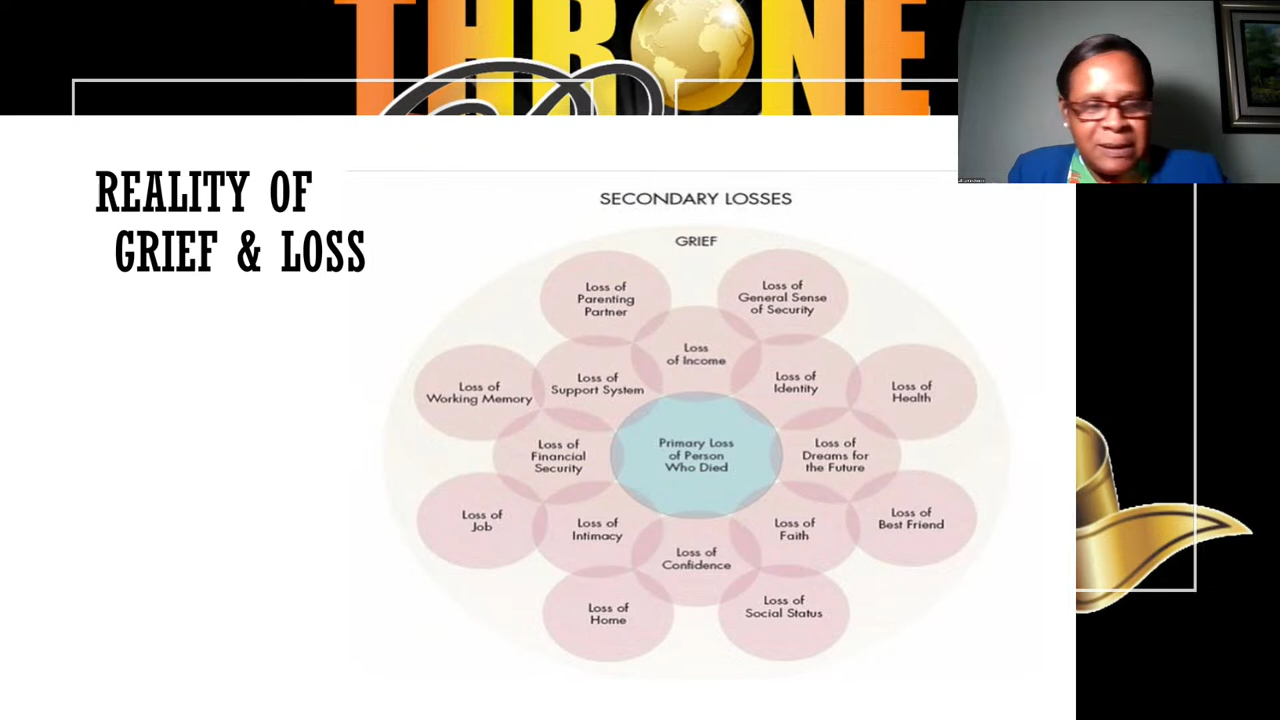 THRONE
REALITY OF
GRIEF & LOSS
SECONDARY LOSSES
GRIEF
Loss of
Parenting
Partner
Loss of
General Sense
of Security
Loss
of Income
Loss of
Working Memory
Loss of
Support System
Loss of
Identity
Loss of
Health
Loss of
Financial
Security
Primary Loss
of Person
Who Died
Loss of
Dreams for
the Future
Loss of
Job
Loss of
Intimacy
Loss of
Confidence
Loss of
Faith
Loss of
Best Friend
Loss of
Home
Loss of
Social Status